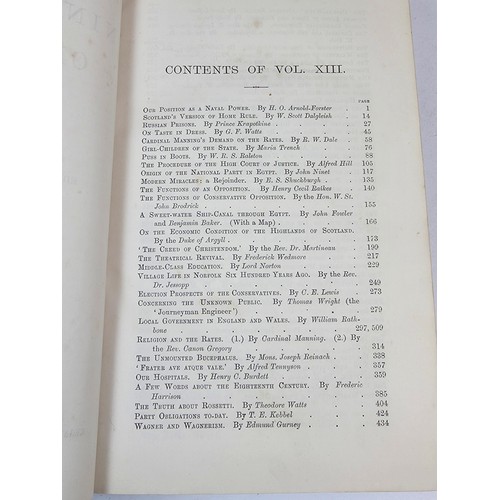 CONTENTS OF VOL. XIII.
PAGE
OUR POSITION AS A NAVAL POWER. By H. O. Arnold-Forster . 1
SCOTLAND'S VERSION OF HOME RULE. By W. Scott Dalgleish . 14
RUSSIAN PRISONS. By Prince Krapotkine . . . . 27
ON TASTE IN DRESS. By G. F. Watts . . . . 45
CARDINAL MANNING'S DEMAND ON THE RATES. By R. W. Dale . 58
GIRL-CHILDREN OF THE STATE. By Maria Trench . . 76
PUSS IN BOOTS. By W. R. S. Ralston . . . . 88
THE PROCEDURE OF THE HIGH COURT OF JUSTICE. By Alfred Hill 105
ORIGIN OF THE NATIONAL PARTY IN EGYPT. By John Ninet . 117
MODERN MIRACLES: a Rejoinder. By E. S. Shuckburgh . . 135
THE FUNCTIONS OF AN OPPOSITION. By Henry Cecil Raikes . 140
THE FUNCTIONS OF CONSERVATIVE OPPOSITION. By the Hon. W. St.
John Brodrick . . . . . . . 155
A SWEET-WATER SHIP-CANAL THROUGH EGYPT. By John Fowler
and Benjamin Baker. (With a Map) . . . . 166
ON THE ECONOMIC CONDITION OF THE HIGHLANDS OF SCOTLAND.
By the Duke of Argyll . . . . . . 173
'THE CREED OF CHRISTENDOM.' By the Rev. Dr. Martineau . 199
THE THEATRICAL REVIVAL. By Frederick Wedmore . . 217
MIDDLE-CLASS EDUCATION. By Lord Norton . . . 229
VILLAGE LIFE IN NORFOLK SIX HUNDRED YEARS AGO. By the Rev.
Dr. Jessopp . . . . . . . 249
ELECTION PROSPECTS OF THE CONSERVATIVES. By C. E. Lewis . 273
CONCERNING THE UNKNOWN PUBLIC. By Thomas Wright (the
'Journeyman Engineer') . . . . . . 279
LOCAL GOVERNMENT IN ENGLAND AND WALES. By William Rath-
bone . . . . . . . 297, 509
RELIGION AND THE RATES. (1.) By Cardinal Manning. (2.) By
the Rev. Canon Gregory . . . . . . 314
THE UNMOUNTED BUCEPHALUS. By Mons. Joseph Reinach . . 338
'FRATER AVE ATQUE VALE.' By Alfred Tennyson . . . 357
OUR HOSPITALS. By Henry C. Burdett . . . . 359
A FEW WORDS ABOUT THE EIGHTEENTH CENTURY. By Frederic
Harrison . . . . . . . 385
THE TRUTH ABOUT ROSSETTI. By Theodore Watts . . 404
PARTY OBLIGATIONS TO-DAY. By T. E. Kebbel . . . 424
WAGNER AND WAGNERISM. By Edmund Gurney . . . 434